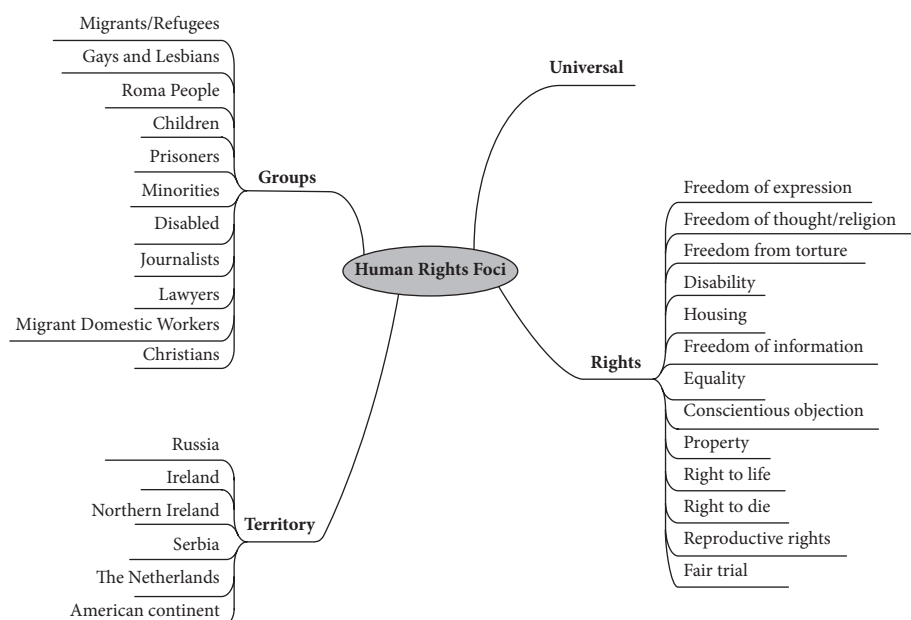 Migrants/Refugees
Gays and Lesbians
Roma People
Children
Prisoners
Minorities
Disabled
Journalists
Lawyers
Migrant Domestic Workers
Christians
Groups
Universal
Human Rights Foci
Rights
Freedom of expression
Freedom of thought/religion
Freedom from torture
Disability
Housing
Freedom of information
Equality
Conscientious objection
Property
Right to life
Right to die
Reproductive rights
Fair trial
Territory
Russia
Ireland
Northern Ireland
Serbia
The Netherlands
American continent